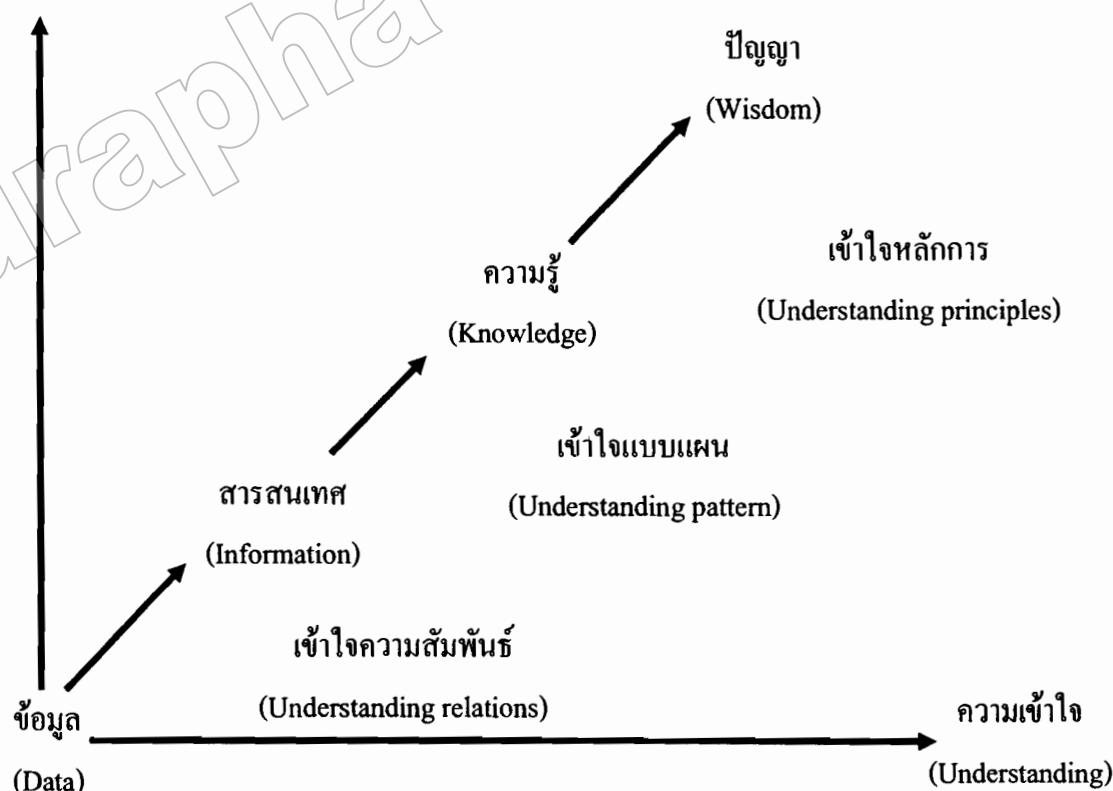 urapha
ปัญญา
(Wisdom)
เข้าใจหลักการ
(Understanding principles)
ความรู้
(Knowledge)
เข้าใจแบบแผน
(Understanding pattern)
สารสนเทศ
(Information)
เข้าใจความสัมพันธ์
(Understanding relations)
ข้อมูล
(Data)
ความเข้าใจ
(Understanding)